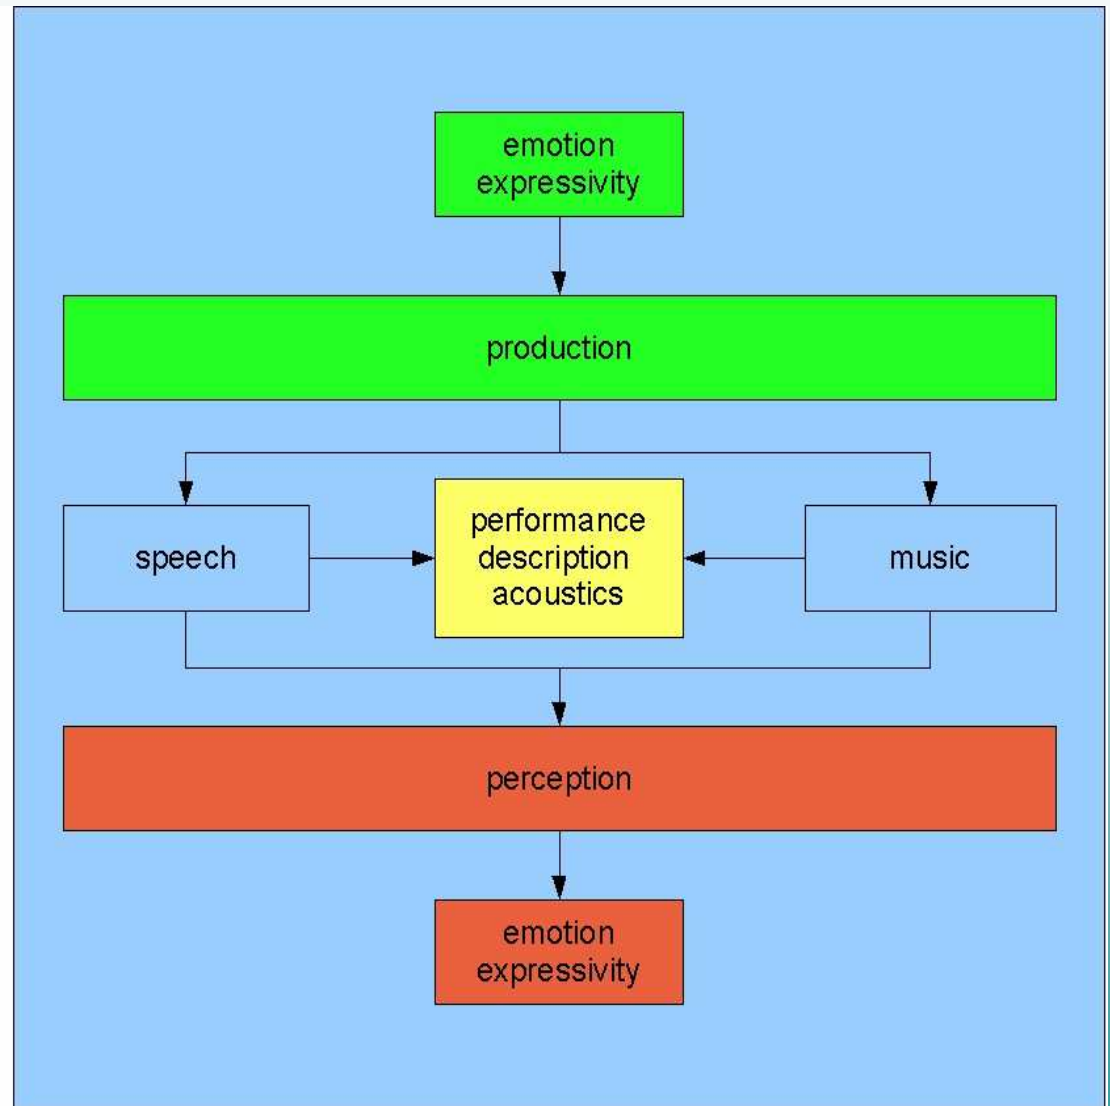 emotion
expressivity
production
speech
performance
description
acoustics
music
perception
emotion
expressivity